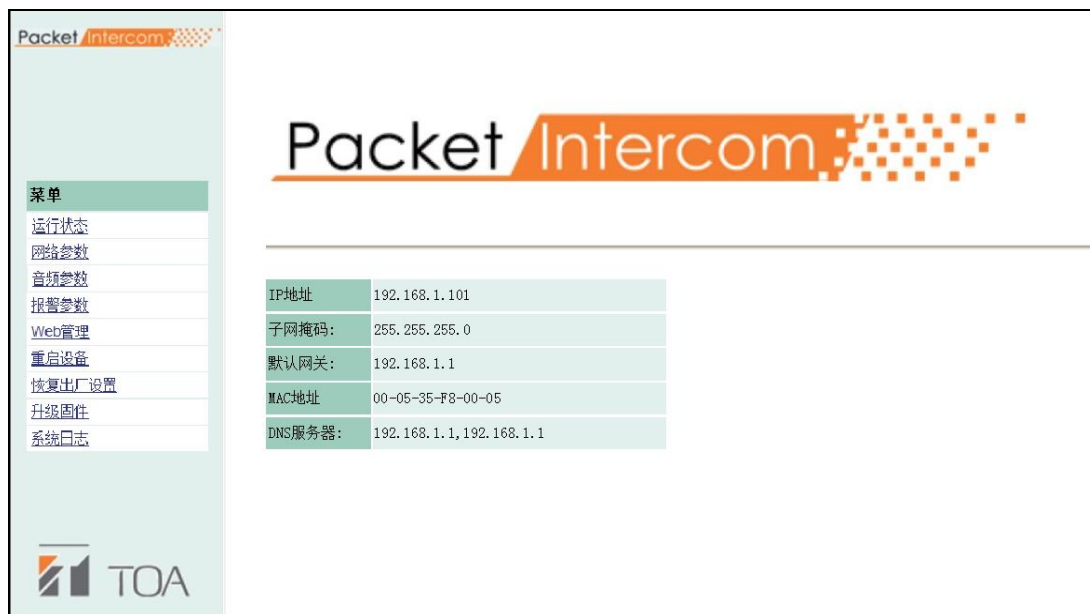 Packet Intercom
菜单
运行状态
网络参数
音频参数
报警参数
Web管理
重启设备
恢复出厂设置
升级固件
系统日志
TOA
Packet Intercom
IP地址 192.168.1.101
子网掩码: 255.255.255.0
默认网关: 192.168.1.1
MAC地址 00-05-35-F8-00-05
DNS服务器: 192.168.1.1,192.168.1.1